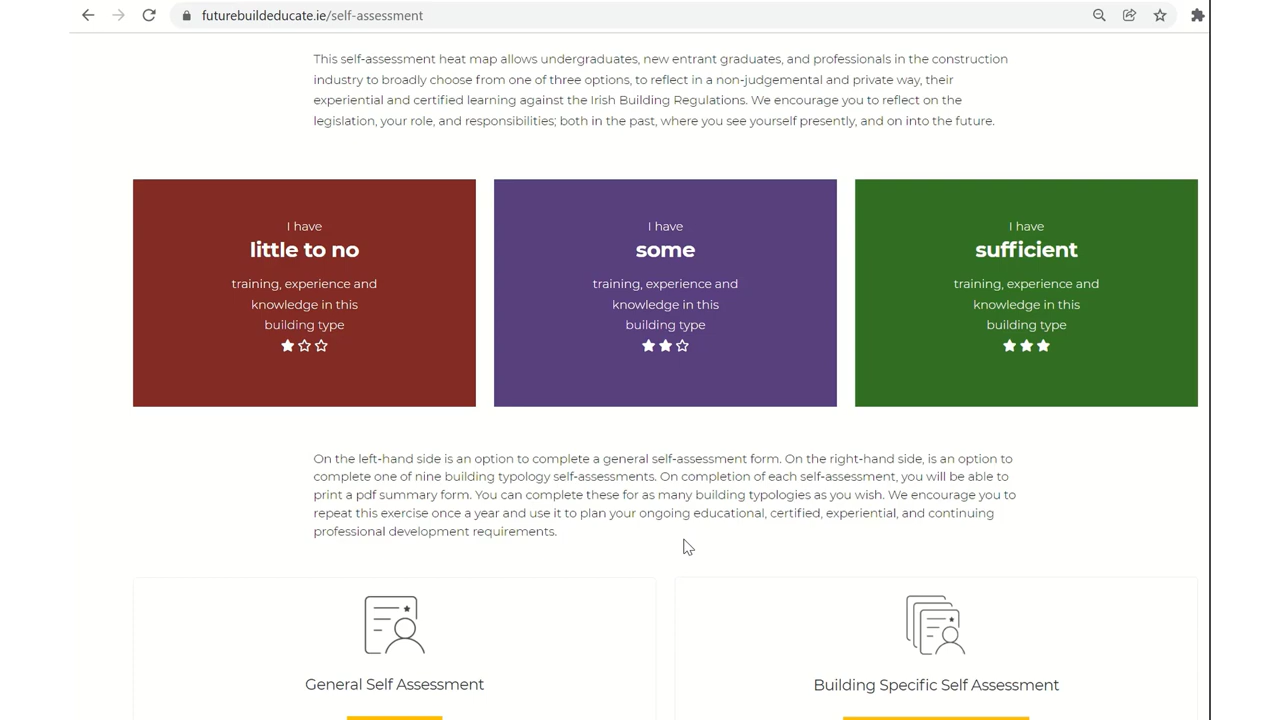 futurebuildeducate.ie/self-assessment
This self-assessment heat map allows undergraduates, new entrant graduates, and professionals in the construction
industry to broadly choose from one of three options, to reflect in a non-judgemental and private way, their
experiential and certified learning against the Irish Building Regulations. We encourage you to reflect on the
legislation, your role, and responsibilities; both in the past, where you see yourself presently, and on into the future.
I have
little to no
training, experience and
knowledge in this
building type
I have
some
training, experience and
knowledge in this
building type
I have
sufficient
training, experience and
knowledge in this
building type
On the left-hand side is an option to complete a general self-assessment form. On the right-hand side, is an option to
complete one of nine building typology self-assessments. On completion of each self-assessment, you will be able to
print a pdf summary form. You can complete these for as many building typologies as you wish. We encourage you to
repeat this exercise once a year and use it to plan your ongoing educational, certified, experiential, and continuing
professional development requirements.
General Self Assessment
Building Specific Self Assessment